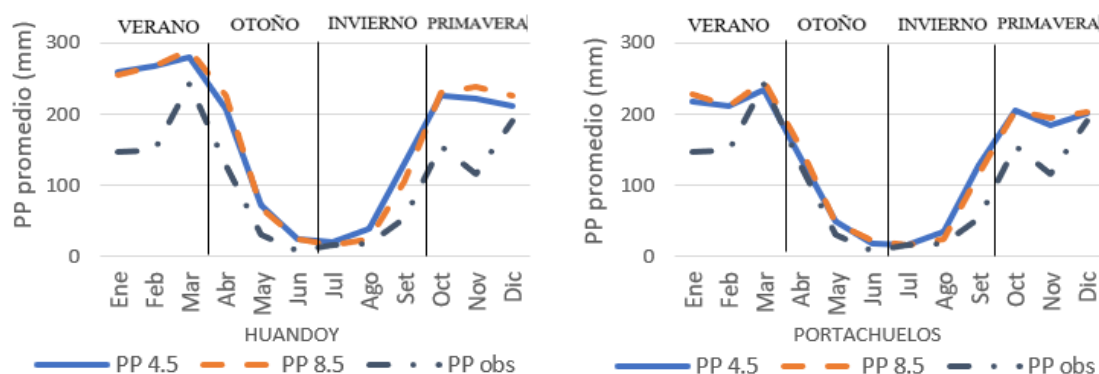 VERANO OTOÑO INVIERNO PRIMAVERA
PP promedio (mm)
300
200
100
0
Ene Feb Mar Abr May Jun Jul Ago Set Oct Nov Dic
HUANDOY
PP 4.5 PP 8.5 PP obs
VERANO OTOÑO INVIERNO PRIMAVERA
PP promedio (mm)
300
200
100
0
Ene Feb Mar Abr May Jun Jul Ago Set Oct Nov Dic
PORTACHUELOS
PP 4.5 PP 8.5 PP obs